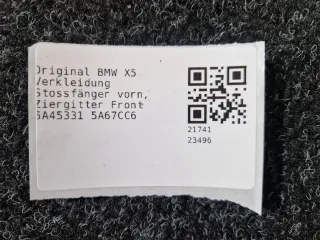 Original BMW X5
Verkleidung
Stossfänger vorn,
Ziergitter Front
5A45331 5A67CC6
21741
23496